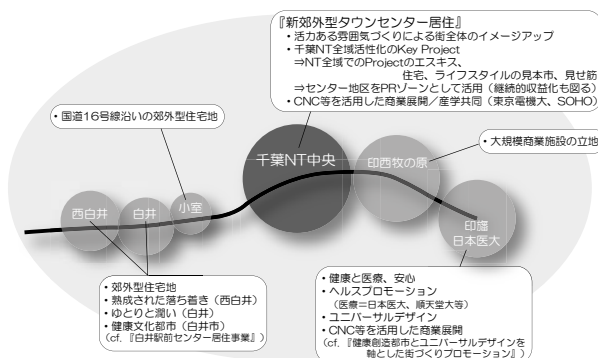 『新郊外型タウンセンター居住』
・活力ある雰囲気づくりによる街全体のイメージアップ
・千葉NT全域活性化のKey Project
⇒NT全域でのProjectのエスキス、
住宅、ライフスタイルの見本市、見せ筋
⇒センター地区をPRゾーンとして活用（継続的収益化も図る）
・CNC等を活用した商業展開／産学共同（東京電機大、SOHO）
・国道16号線沿いの郊外型住宅地
・大規模商業施設の立地
千葉NT中央
印西牧の原
西白井
白井
小室
印旛
日本医大
・郊外型住宅地
・熟成された落ち着き（西白井）
・ゆとりと潤い（白井）
・健康文化都市（白井市）
（cf.『白井駅前センター居住事業』）
・健康と医療、安心
・ヘルスプロモーション
（医療＝日本医大、順天堂大等）
・ユニバーサルデザイン
・CNC等を活用した商業展開
（cf.『健康創造都市とユニバーサルデザインを
軸とした街づくりプロモーション』）